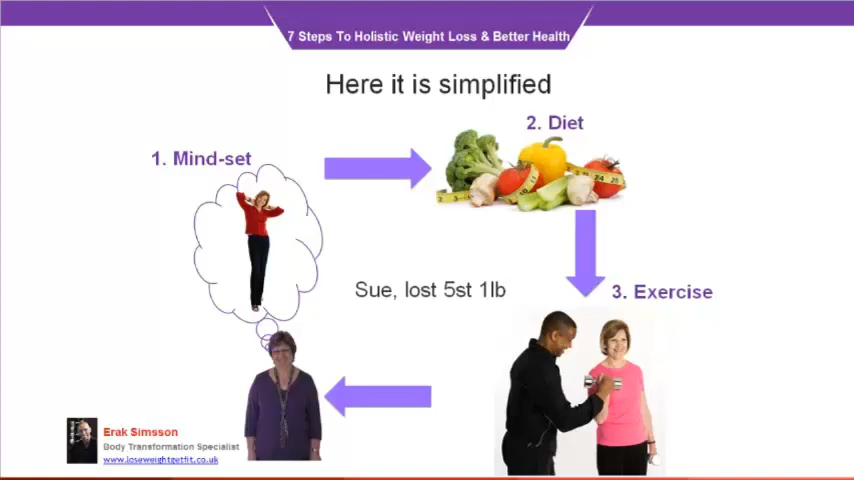 7 Steps To Holistic Weight Loss & Better Health
Here it is simplified
2. Diet
1. Mind-set
Sue, lost 5st 1lb
3. Exercise
Erak Simsson
Body Transformation Specialist
www.loseweightgetfit.co.uk